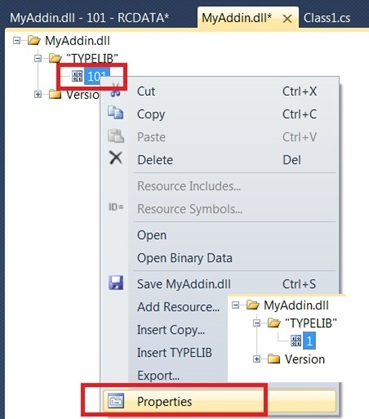 MyAddin.dll - 101 - RCDATA* MyAddin.dll* × Class1.cs
MyAddin.dll
"TYPELIB"
101
Version
Cut Ctrl+X
Copy Ctrl+C
Paste Ctrl+V
Delete Del
Resource Includes...
ID= Resource Symbols...
Open
Open Binary Data
Save MyAddin.dll Ctrl+S
Add Resource...
Insert Copy...
Insert TYPELIB
Export...
Properties
MyAddin.dll
"TYPELIB"
1
Version